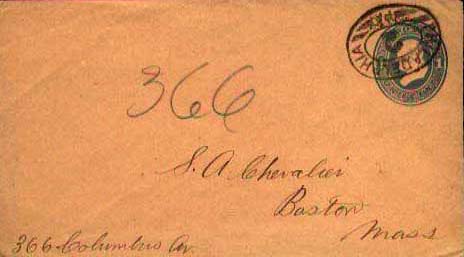 366
S. A. Chevalier
Boston
Mass
366 Columbus Av.